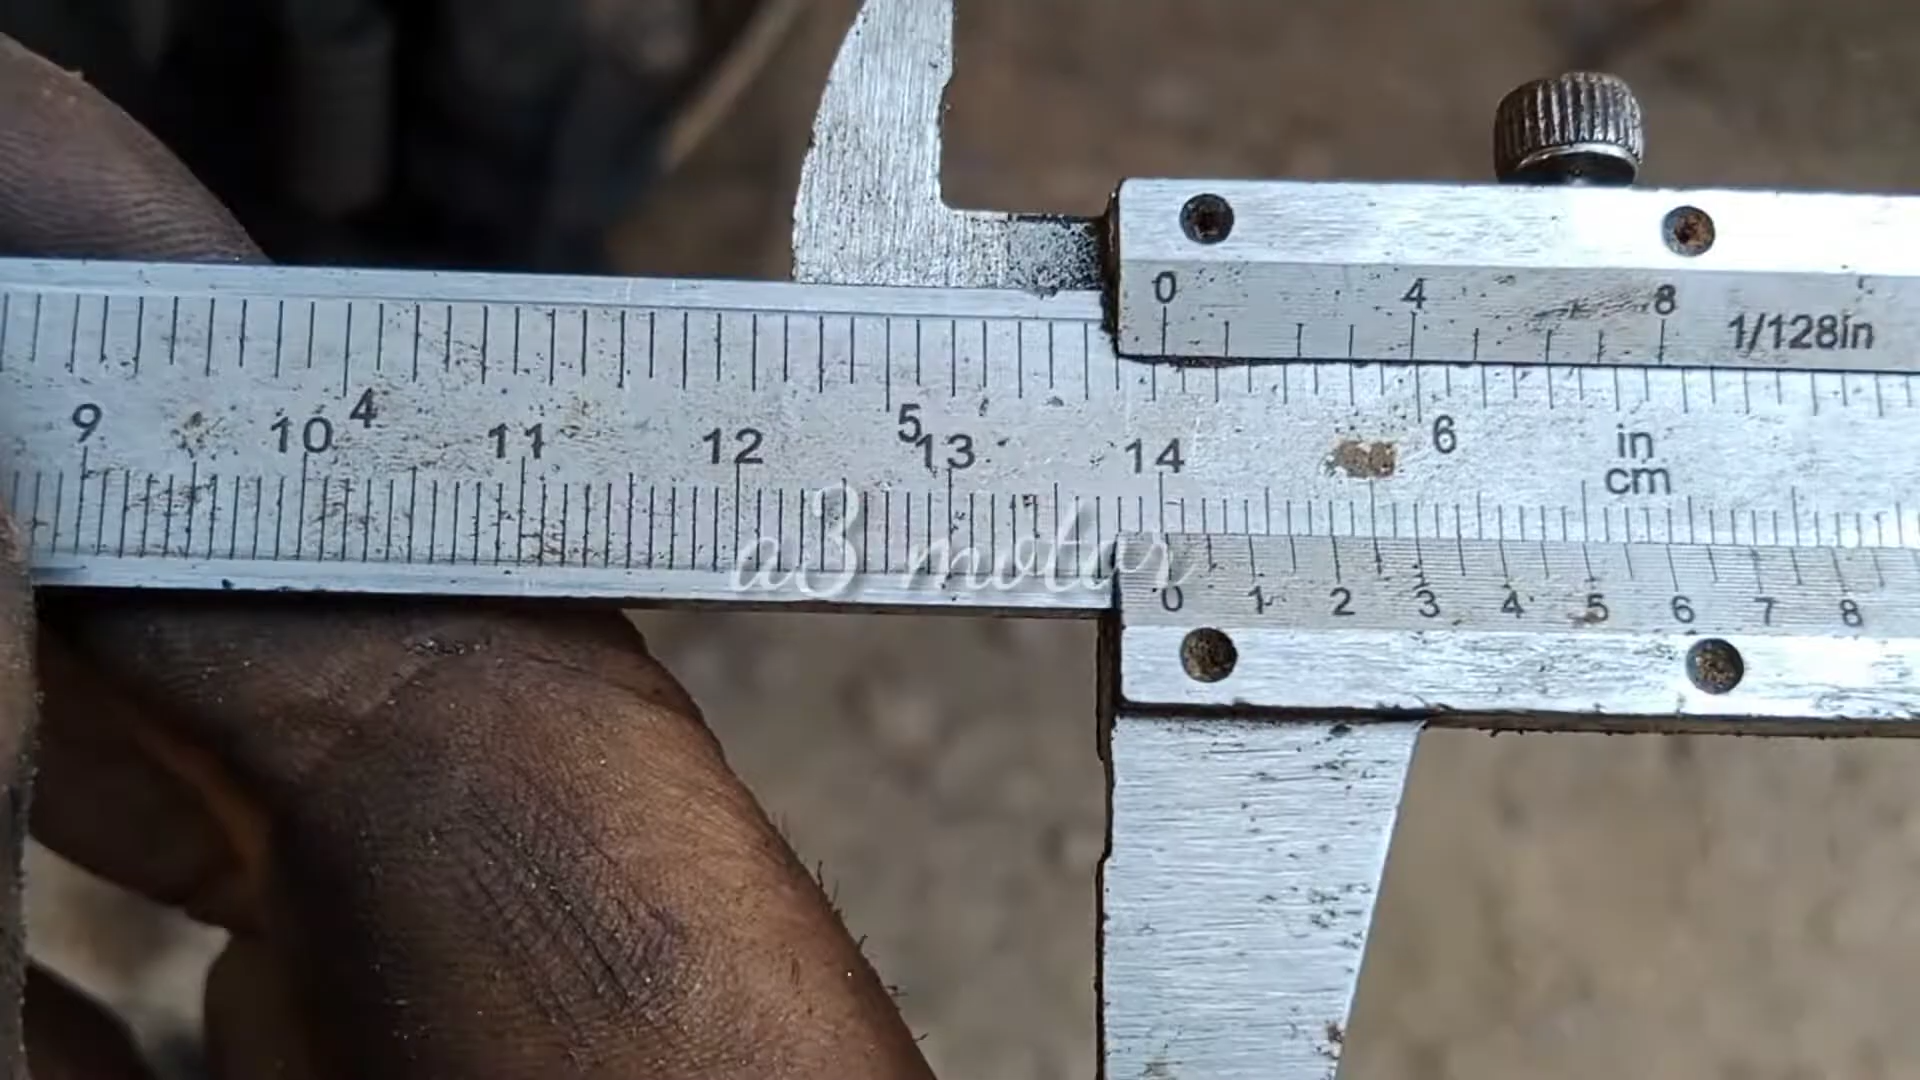 0 4 8 1/128in
4 5 6 in
9 10 11 12 13 14 cm
a3 motor
0 1 2 3 4 5 6 7 8